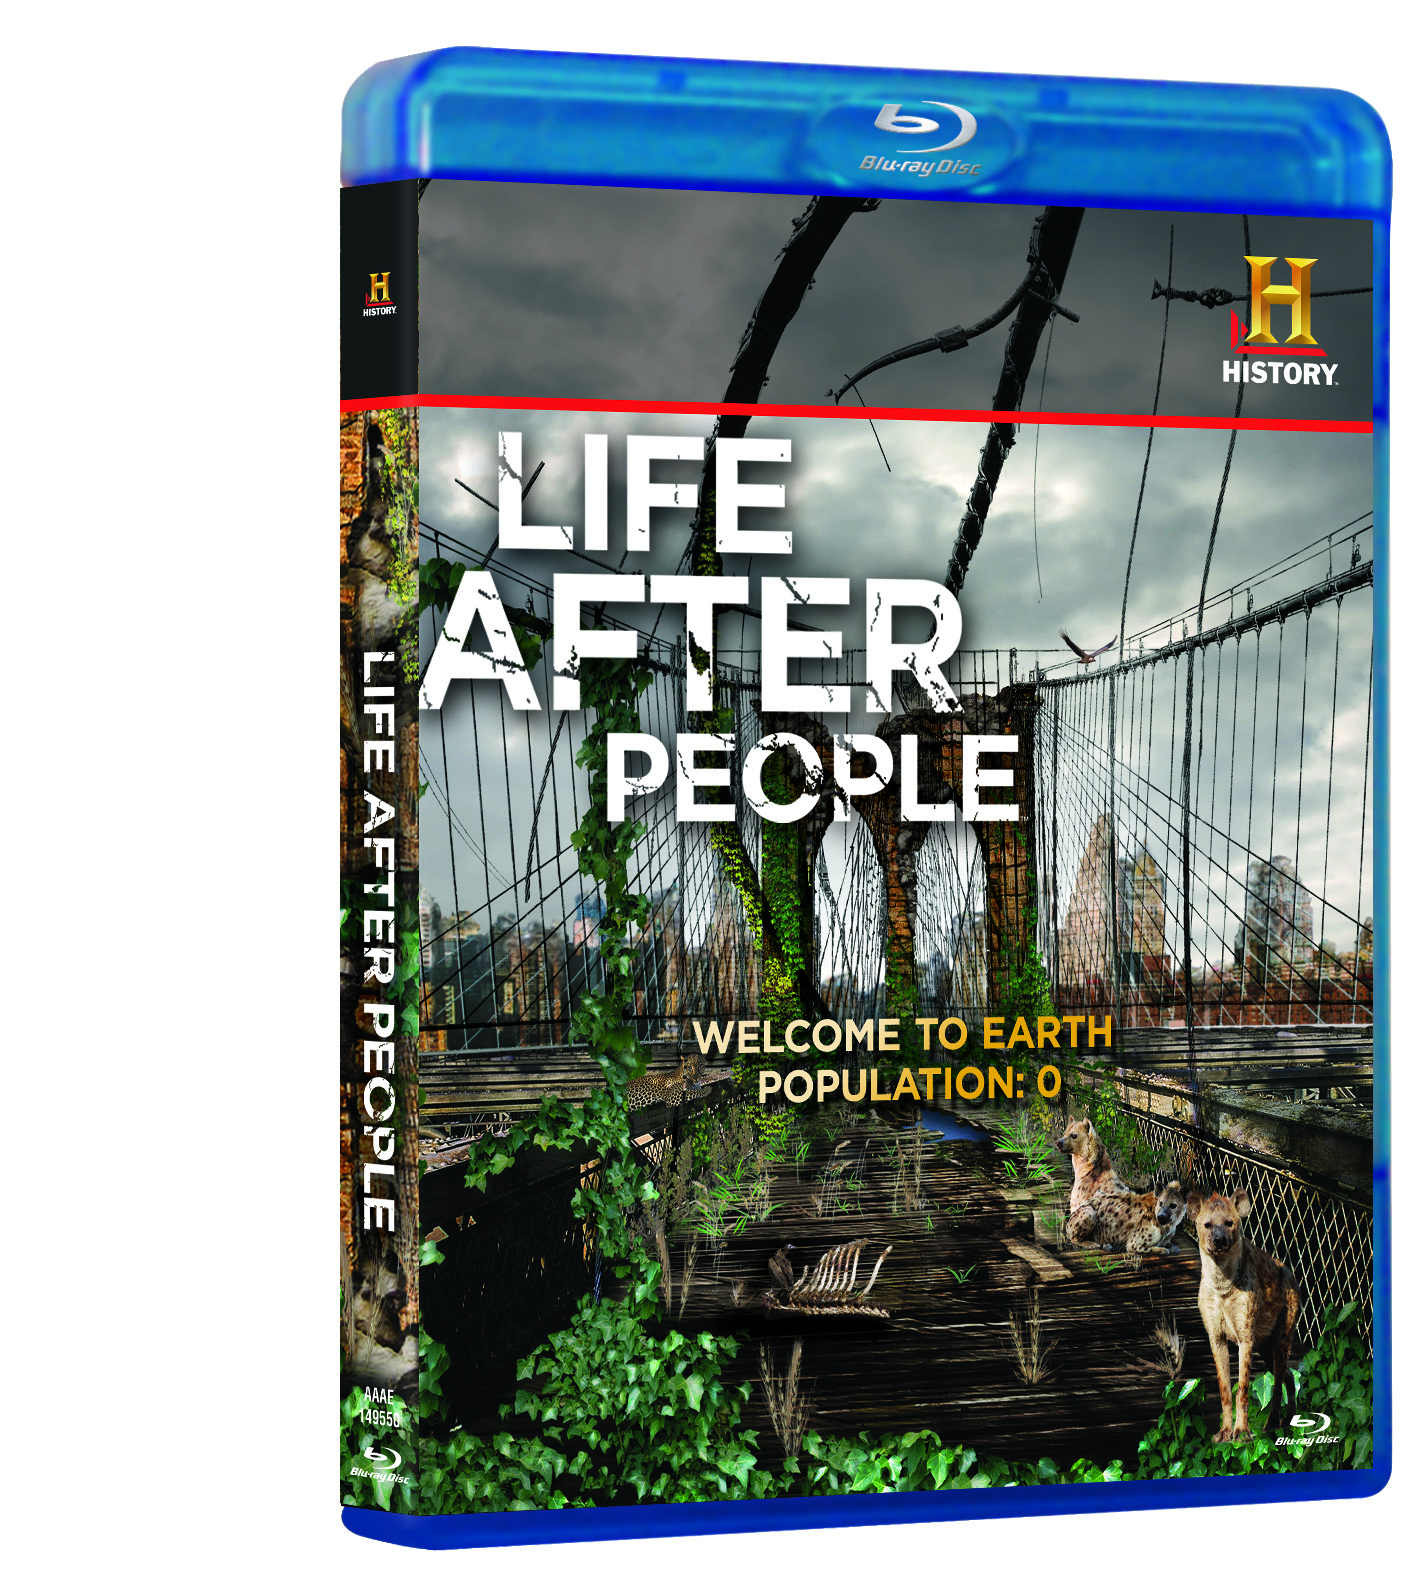 Blu-ray Disc
H
HISTORY
LIFE
AFTER
PEOPLE
WELCOME TO EARTH
POPULATION: 0
Blu-ray Disc
H
HISTORY
LIFE AFTER PEOPLE
AAAE
149550
Blu-ray Disc